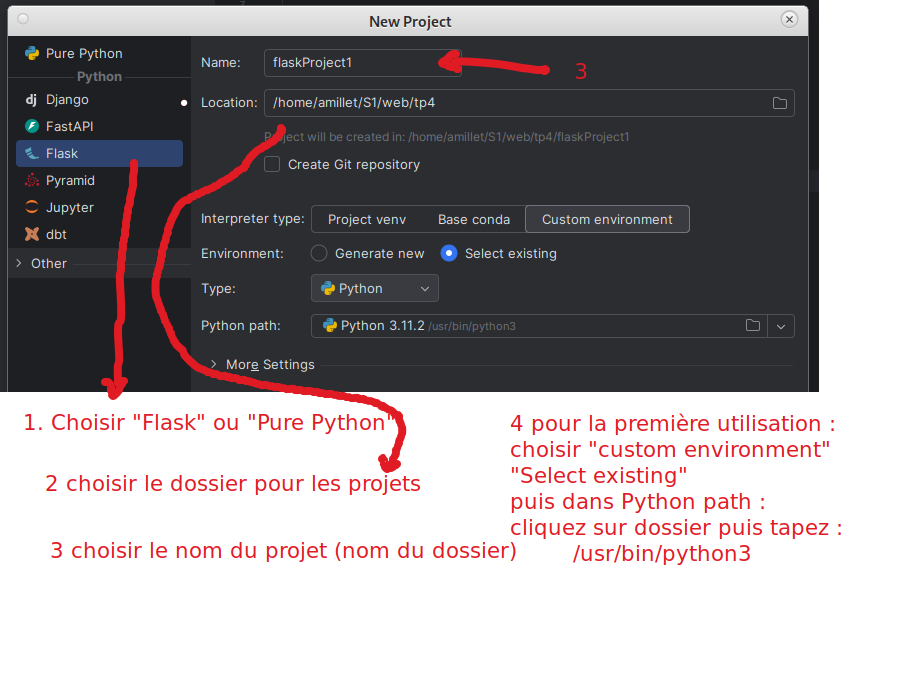 New Project
Pure Python
Python
Django
FastAPI
Flask
Pyramid
Jupyter
dbt
Other
Name: flaskProject1
3
Location: /home/amillet/S1/web/tp4
Project will be created in: /home/amillet/S1/web/tp4/flaskProject1
Create Git repository
Interpreter type: Project venv Base conda Custom environment
Environment: Generate new Select existing
Type: Python
Python path: Python 3.11.2 /usr/bin/python3
More Settings
1. Choisir "Flask" ou "Pure Python"
2 choisir le dossier pour les projets
3 choisir le nom du projet (nom du dossier)
4 pour la première utilisation :
choisir "custom environment"
"Select existing"
puis dans Python path :
cliquez sur dossier puis tapez :
/usr/bin/python3